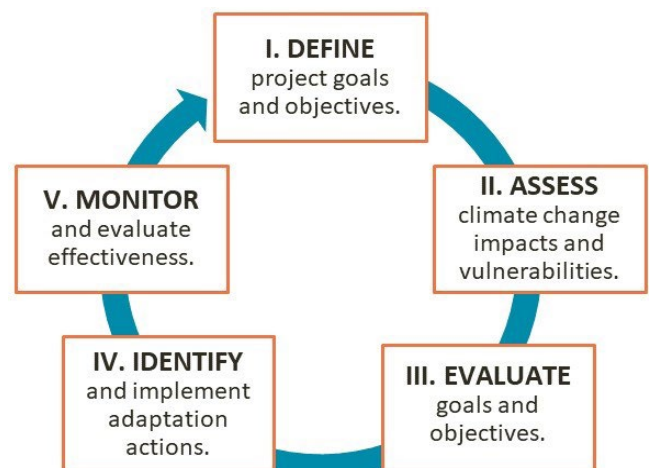 I. DEFINE
project goals
and objectives.
II. ASSESS
climate change
impacts and
vulnerabilities.
III. EVALUATE
goals and
objectives.
IV. IDENTIFY
and implement
adaptation
actions.
V. MONITOR
and evaluate
effectiveness.